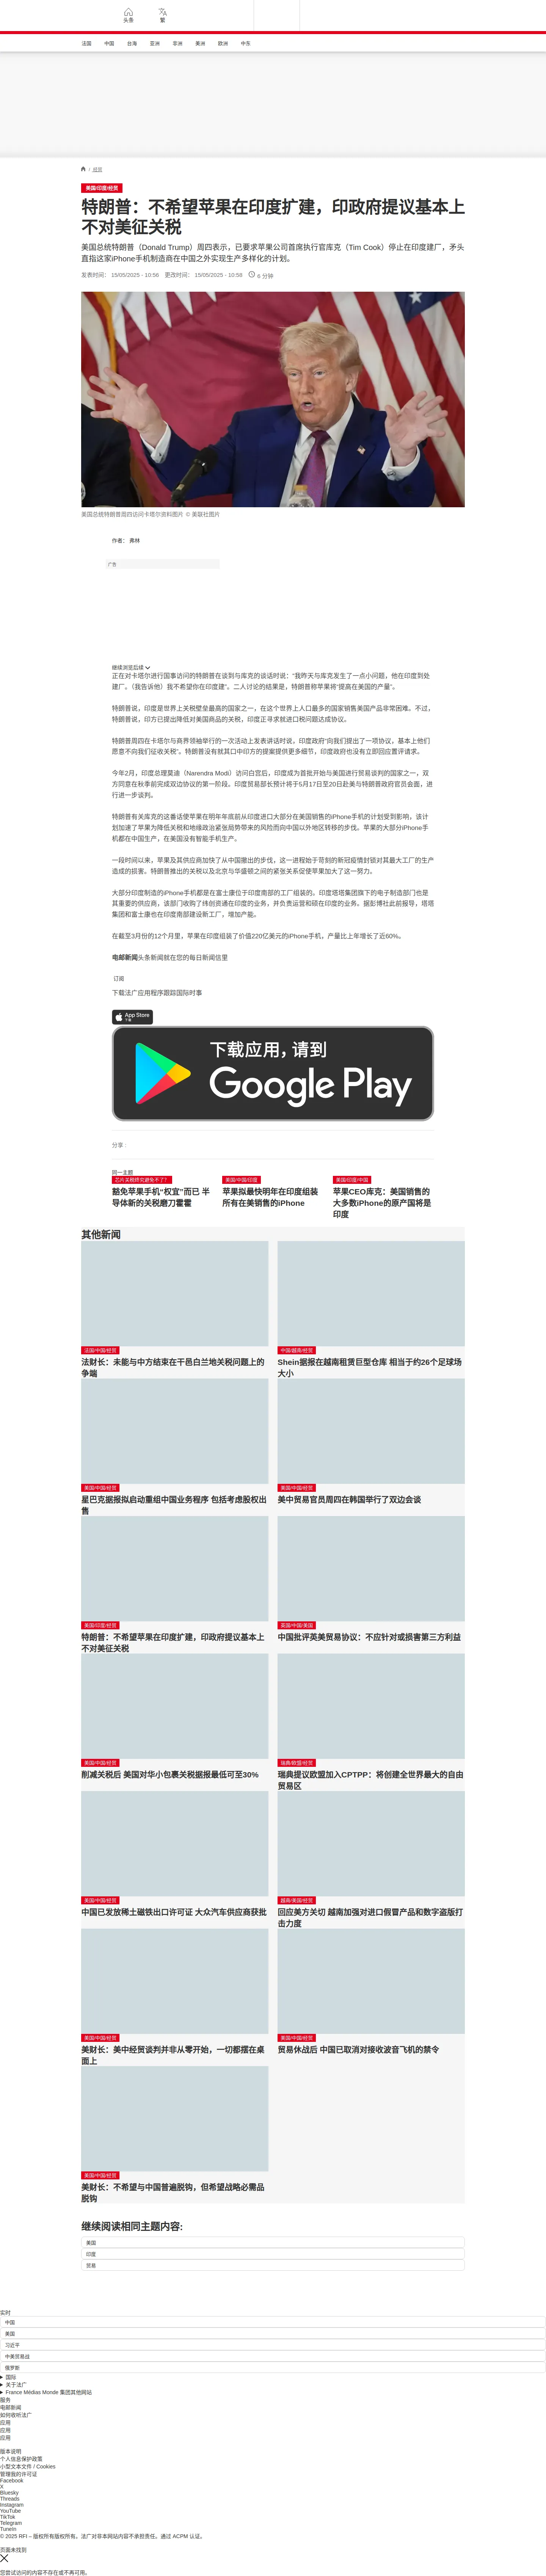 头条
繁
法国
中国
台海
亚洲
非洲
美洲
欧洲
中东
/ 经贸
美国/印度/经贸
特朗普：不希望苹果在印度扩建，印政府提议基本上
不对美征关税
美国总统特朗普（Donald Trump）周四表示，已要求苹果公司首席执行官库克（Tim Cook）停止在印度建厂，矛头
直指这家iPhone手机制造商在中国之外实现生产多样化的计划。
发表时间： 15/05/2025 - 10:56 更改时间： 15/05/2025 - 10:58 6 分钟
美国总统特朗普周四访问卡塔尔资料图片 © 美联社图片
作者： 弗林
广告
继续浏览后续
正在对卡塔尔进行国事访问的特朗普在谈到与库克的谈话时说：“我昨天与库克发生了一点小问题，他在印度到处
建厂。（我告诉他）我不希望你在印度建”。二人讨论的结果是，特朗普称苹果将“提高在美国的产量”。
特朗普说，印度是世界上关税壁垒最高的国家之一，在这个世界上人口最多的国家销售美国产品非常困难。不过，
特朗普说，印方已提出降低对美国商品的关税，印度正寻求就进口税问题达成协议。
特朗普周四在卡塔尔与商界领袖举行的一次活动上发表讲话时说，印度政府“向我们提出了一项协议，基本上他们
愿意不向我们征收关税”。特朗普没有就其口中印方的提案提供更多细节，印度政府也没有立即回应置评请求。
今年2月，印度总理莫迪（Narendra Modi）访问白宫后，印度成为首批开始与美国进行贸易谈判的国家之一，双
方同意在秋季前完成双边协议的第一阶段。印度贸易部长预计将于5月17日至20日赴美与特朗普政府官员会面，进
行进一步谈判。
特朗普有关库克的这番话使苹果在明年年底前从印度进口大部分在美国销售的iPhone手机的计划受到影响，该计
划加速了苹果为降低关税和地缘政治紧张局势带来的风险而向中国以外地区转移的步伐。苹果的大部分iPhone手
机都在中国生产，在美国没有智能手机生产。
一段时间以来，苹果及其供应商加快了从中国撤出的步伐，这一进程始于苛刻的新冠疫情封锁对其最大工厂的生产
造成的损害。特朗普推出的关税以及北京与华盛顿之间的紧张关系促使苹果加大了这一努力。
大部分印度制造的iPhone手机都是在富士康位于印度南部的工厂组装的。印度塔塔集团旗下的电子制造部门也是
其重要的供应商，该部门收购了纬创资通在印度的业务，并负责运营和硕在印度的业务。据彭博社此前报导，塔塔
集团和富士康也在印度南部建设新工厂，增加产能。
在截至3月份的12个月里，苹果在印度组装了价值220亿美元的iPhone手机，产量比上年增长了近60%。
电邮新闻头条新闻就在您的每日新闻信里
订阅
下载法广应用程序跟踪国际时事
App Store
下载
下载应用，请到
Google Play
分享 :
同一主题
芯片关税终究避免不了？
豁免苹果手机“权宜”而已 半
导体新的关税磨刀霍霍
美国/中国/印度
苹果拟最快明年在印度组装
所有在美销售的iPhone
美国/印度/中国
苹果CEO库克：美国销售的
大多数iPhone的原产国将是
印度
其他新闻
法国/中国/经贸
法财长：未能与中方结束在干邑白兰地关税问题上的
争端
中国/越南/经贸
Shein据报在越南租赁巨型仓库 相当于约26个足球场
大小
美国/中国/经贸
星巴克据报拟启动重组中国业务程序 包括考虑股权出
售
美国/中国/经贸
美中贸易官员周四在韩国举行了双边会谈
美国/印度/经贸
特朗普：不希望苹果在印度扩建，印政府提议基本上
不对美征关税
英国/中国/美国
中国批评英美贸易协议：不应针对或损害第三方利益
美国/中国/经贸
削减关税后 美国对华小包裹关税据报最低可至30%
瑞典/欧盟/经贸
瑞典提议欧盟加入CPTPP：将创建全世界最大的自由
贸易区
美国/中国/经贸
中国已发放稀土磁铁出口许可证 大众汽车供应商获批
越南/美国/经贸
回应美方关切 越南加强对进口假冒产品和数字盗版打
击力度
美国/中国/经贸
美财长：美中经贸谈判并非从零开始，一切都摆在桌
面上
美国/中国/经贸
贸易休战后 中国已取消对接收波音飞机的禁令
美国/中国/经贸
美财长：不希望与中国普遍脱钩，但希望战略必需品
脱钩
继续阅读相同主题内容:
美国
印度
贸易
实时
中国
美国
习近平
中美贸易战
俄罗斯
国际
关于法广
France Médias Monde 集团其他网站
服务
电邮新闻
如何收听法广
应用
应用
应用
版本说明
个人信息保护政策
小型文本文件 / Cookies
管理我的许可证
Facebook
X
Bluesky
Threads
Instagram
YouTube
TikTok
Telegram
TuneIn
© 2025 RFI – 版权所有版权所有。法广对非本网站内容不承担责任。通过 ACPM 认证。
页面未找到
您尝试访问的内容不存在或不再可用。